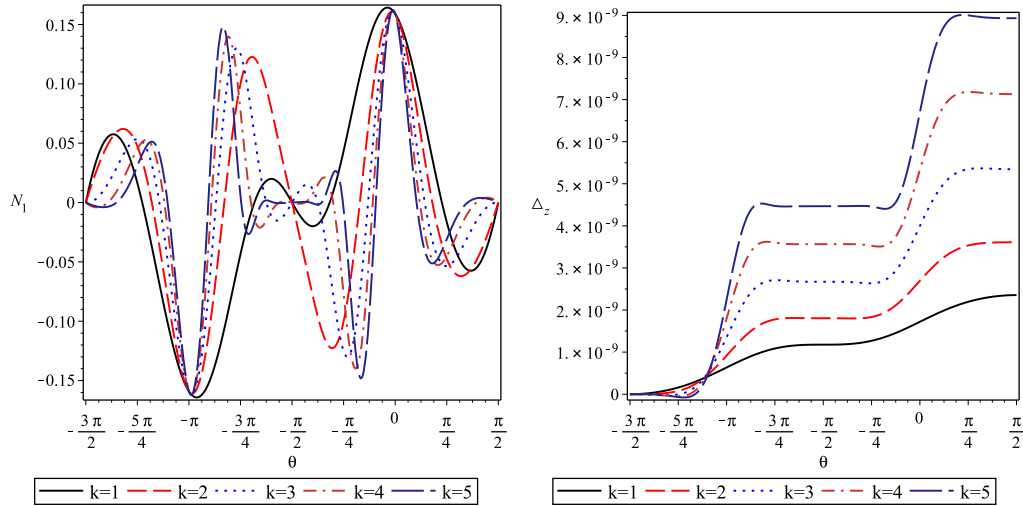 0.15
0.10
0.05
N₁
0
−0.05
−0.10
−0.15
−3π/2 −5π/4 −π −3π/4 −π/2 −π/4 0 π/4 π/2
θ
k=1 k=2 k=3 k=4 k=5
9. × 10⁻⁹
8. × 10⁻⁹
7. × 10⁻⁹
6. × 10⁻⁹
5. × 10⁻⁹
Δz
4. × 10⁻⁹
3. × 10⁻⁹
2. × 10⁻⁹
1. × 10⁻⁹
0
−3π/2 −5π/4 −π −3π/4 −π/2 −π/4 0 π/4 π/2
θ
k=1 k=2 k=3 k=4 k=5